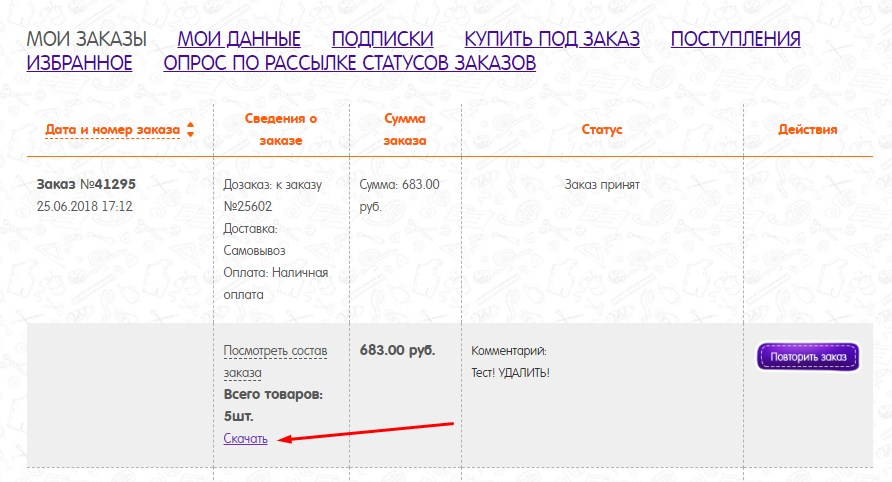 МОИ ЗАКАЗЫ МОИ ДАННЫЕ ПОДПИСКИ КУПИТЬ ПОД ЗАКАЗ ПОСТУПЛЕНИЯ
ИЗБРАННОЕ ОПРОС ПО РАССЫЛКЕ СТАТУСОВ ЗАКАЗОВ
Дата и номер заказа
Сведения о
заказе
Сумма
заказа
Статус
Действия
Заказ №41295
25.06.2018 17:12
Дозаказ: к заказу
№25602
Доставка:
Самовывоз
Оплата: Наличная
оплата
Сумма: 683.00
руб.
Заказ принят
Посмотреть состав
заказа
Всего товаров:
5шт.
Скачать
683.00 руб.
Комментарий:
Тест! УДАЛИТЬ!
Повторить заказ